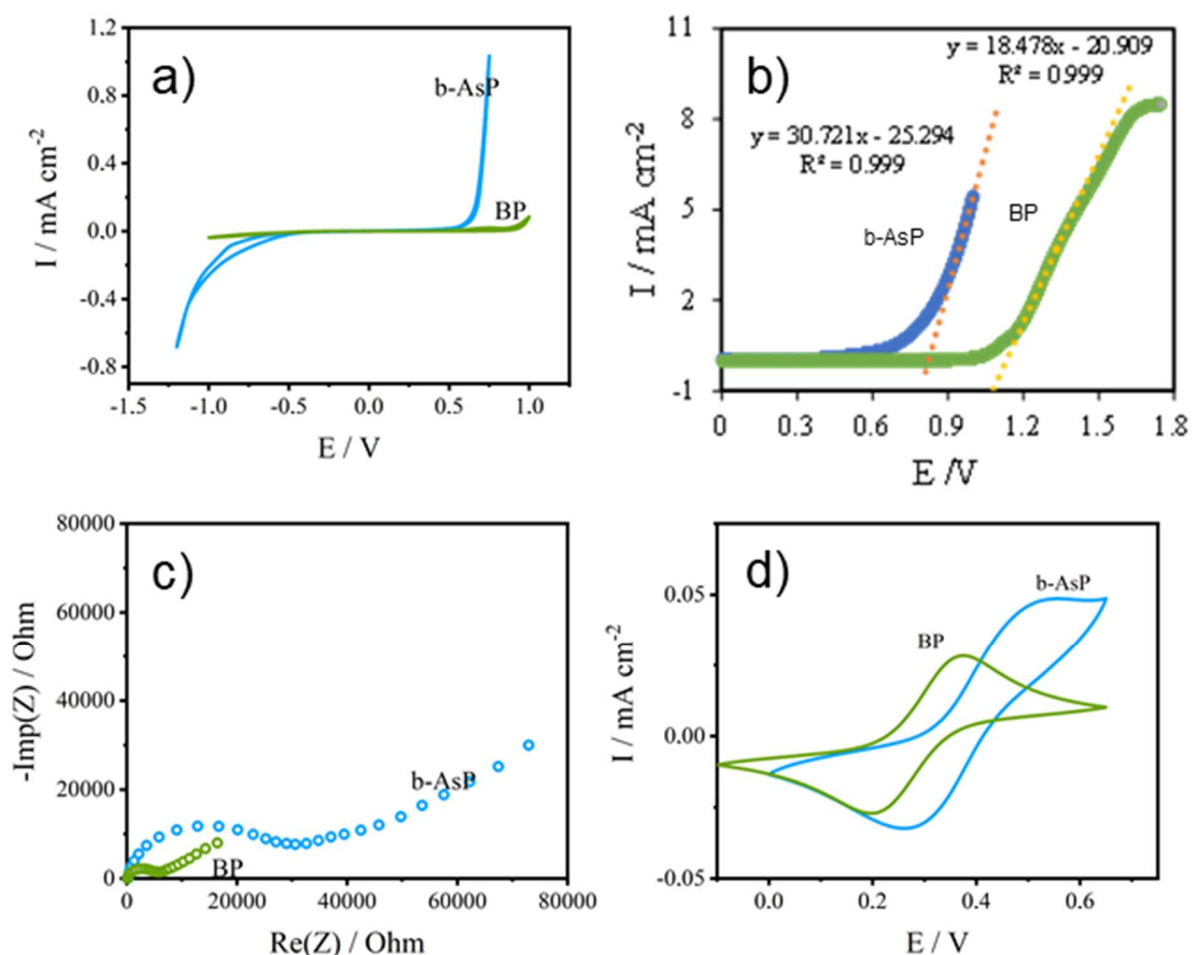 a)
1.2
0.8
0.4
0.0
-0.4
-0.8
I / mA cm-2
b-AsP
BP
-1.5 -1.0 -0.5 0.0 0.5 1.0
E / V
b)
11
8
5
2
-1
I / mA cm-2
y = 18.478x - 20.909
R² = 0.999
y = 30.721x - 25.294
R² = 0.999
b-AsP
BP
0 0.3 0.6 0.9 1.2 1.5 1.8
E /V
c)
80000
60000
40000
20000
0
-Imp(Z) / Ohm
b-AsP
BP
0 20000 40000 60000 80000
Re(Z) / Ohm
d)
0.05
0.00
-0.05
I / mA cm-2
b-AsP
BP
0.0 0.2 0.4 0.6
E / V